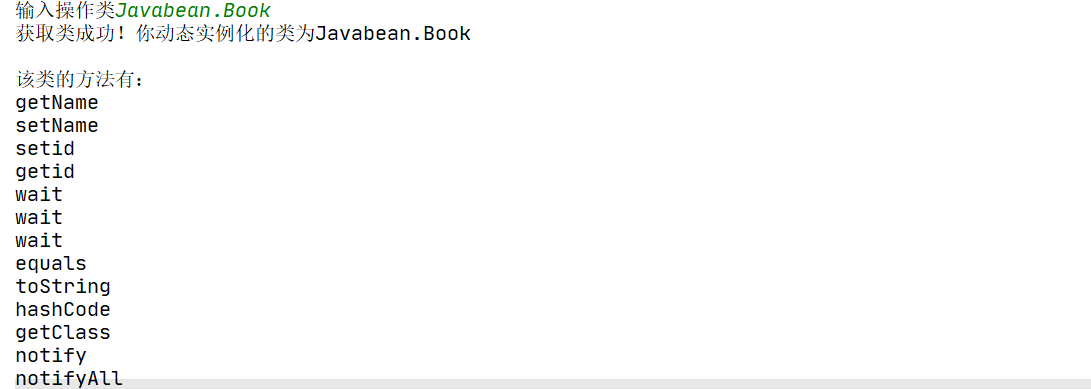 输入操作类Javabean.Book
获取类成功！你动态实例化的类为Javabean.Book
该类的方法有：
getName
setName
setid
getid
wait
wait
wait
equals
toString
hashCode
getClass
notify
notifyAll